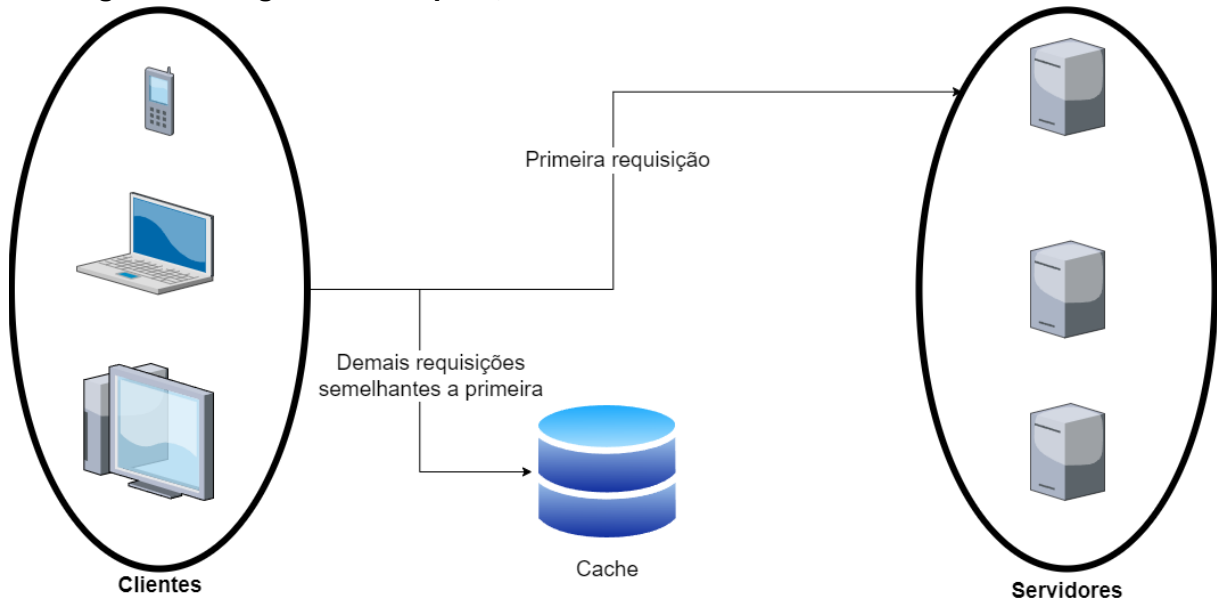 Primeira requisição
Demais requisições
semelhantes a primeira
Cache
Clientes
Servidores